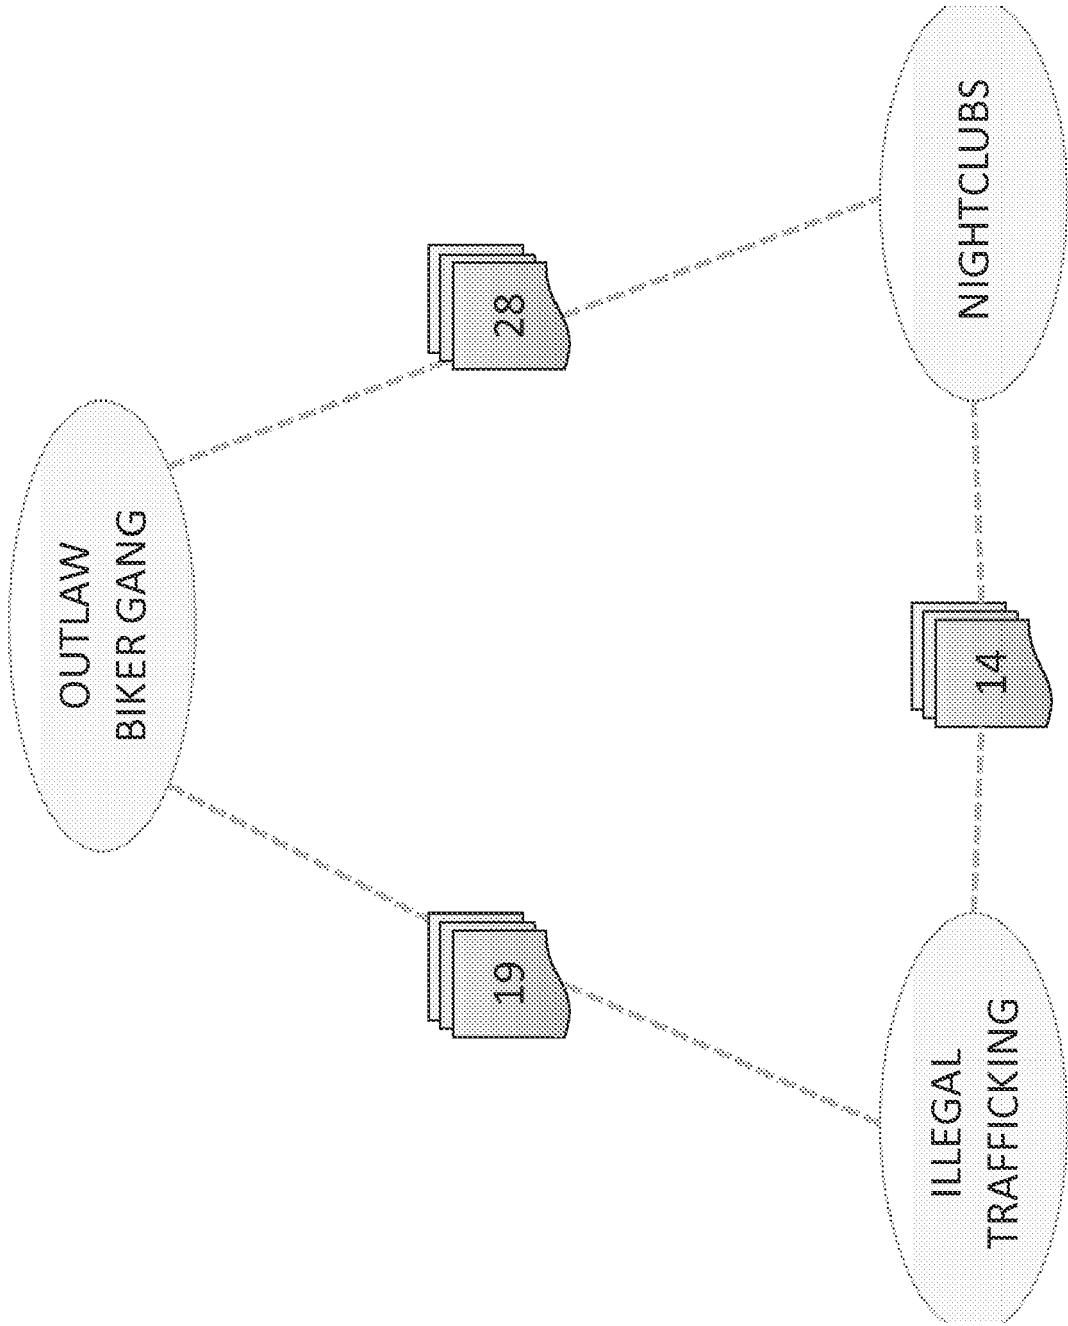 OUTLAW
BIKER GANG
19
28
ILLEGAL
TRAFFICKING
14
NIGHTCLUBS